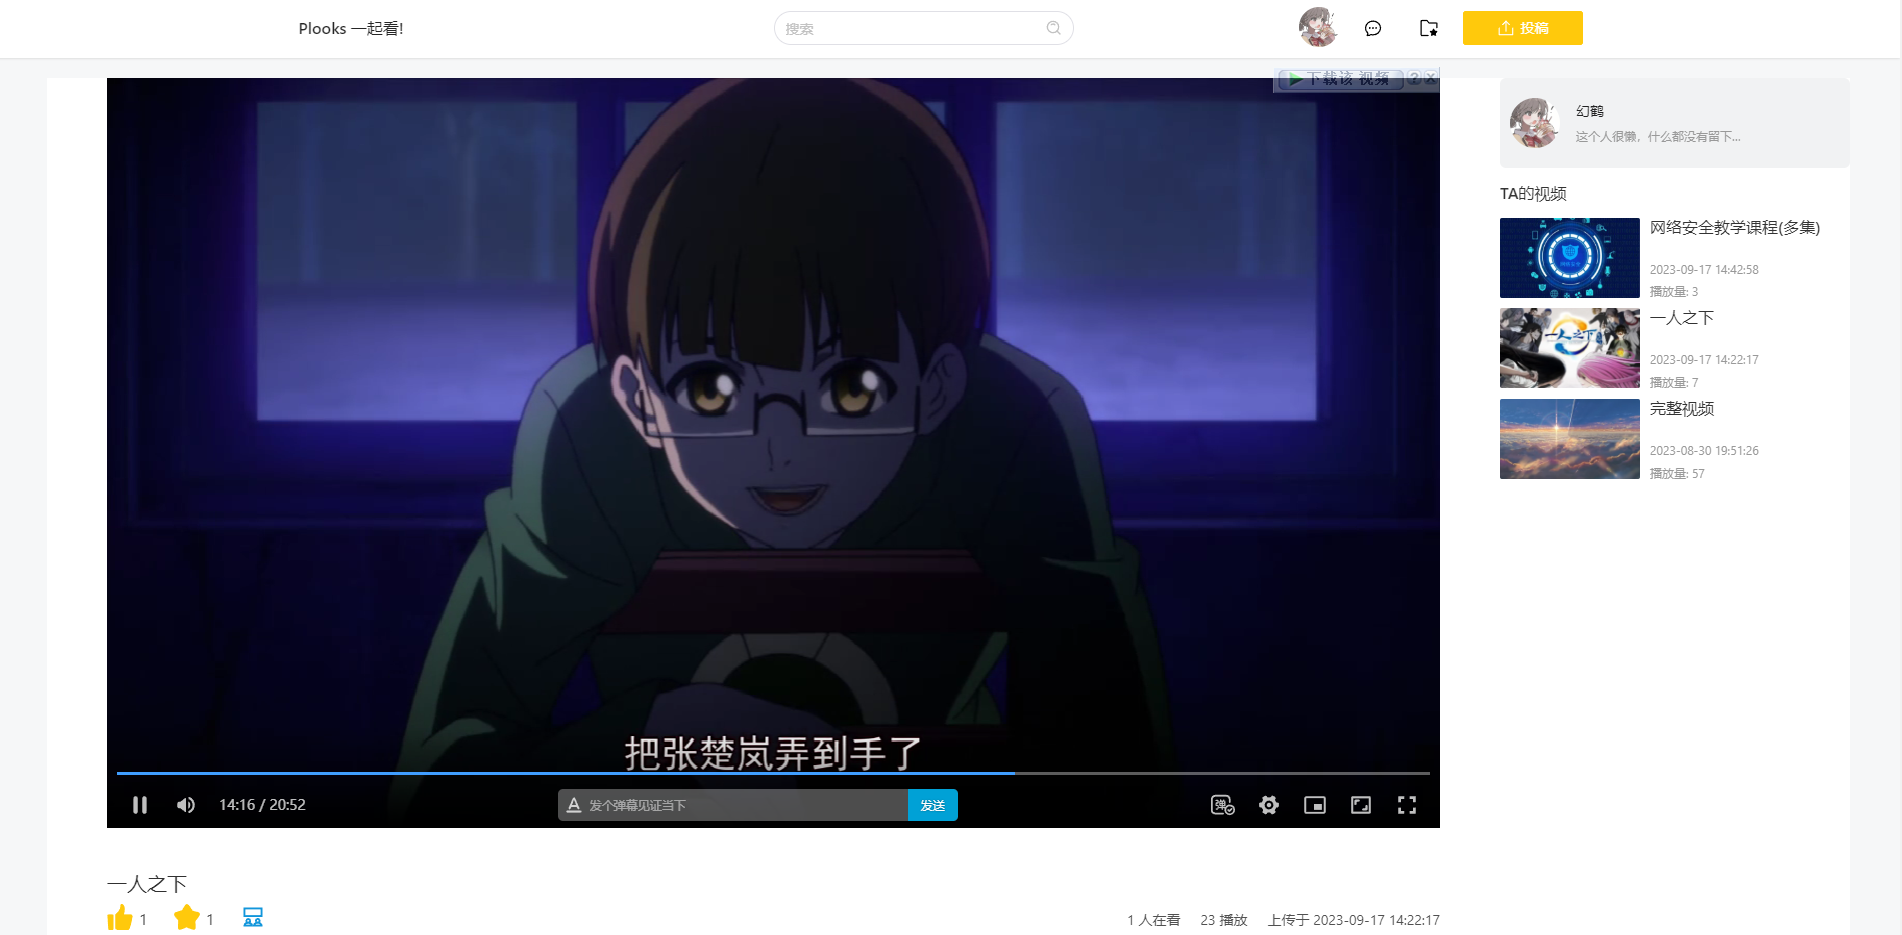 Plooks 一起看!
搜索
投稿
下载该 视频 ? X
幻鹤
这个人很懒，什么都没有留下...
TA的视频
网络安全教学课程(多集)
2023-09-17 14:42:58
播放量: 3
一人之下
一人之下
2023-09-17 14:22:17
播放量: 7
完整视频
2023-08-30 19:51:26
播放量: 57
把张楚岚弄到手了
14:16 / 20:52
A 发个弹幕见证当下
发送
弹
一人之下
1
1
1 人在看 23 播放 上传于 2023-09-17 14:22:17